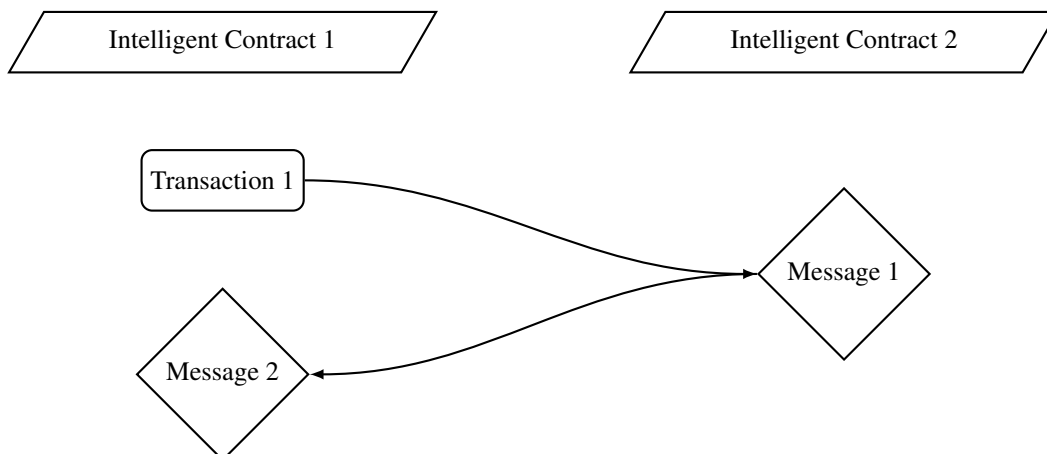 Intelligent Contract 1
Intelligent Contract 2
Transaction 1
Message 1
Message 2